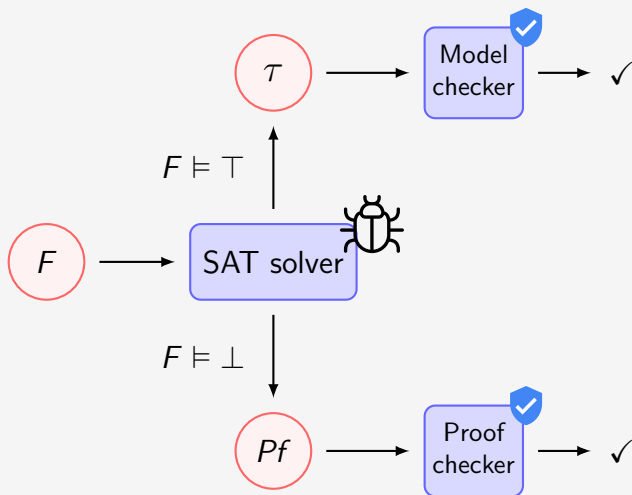 τ
Model
checker
✓
F ⊨ ⊤
F
SAT solver
F ⊨ ⊥
Pf
Proof
checker
✓